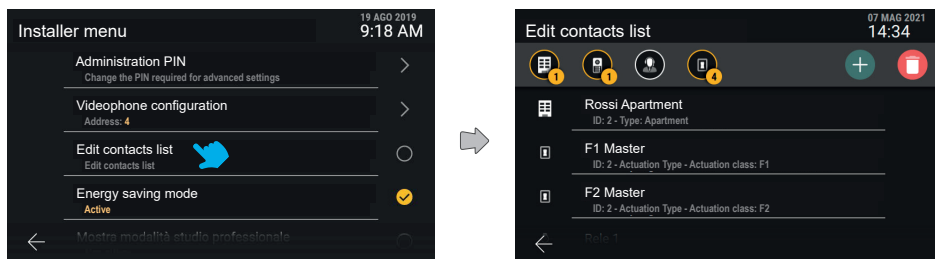 Installer menu
19 AGO 2019
9:18 AM
Administration PIN
Change the PIN required for advanced settings
Videophone configuration
Address: 4
Edit contacts list
Edit contacts list
Energy saving mode
Active
Mostra modalità studio professionale
Edit contacts list
07 MAG 2021
14:34
1
1
4
Rossi Apartment
ID: 2 - Type: Apartment
F1 Master
ID: 2 - Actuation Type - Actuation class: F1
F2 Master
ID: 2 - Actuation Type - Actuation class: F2
Rele 1